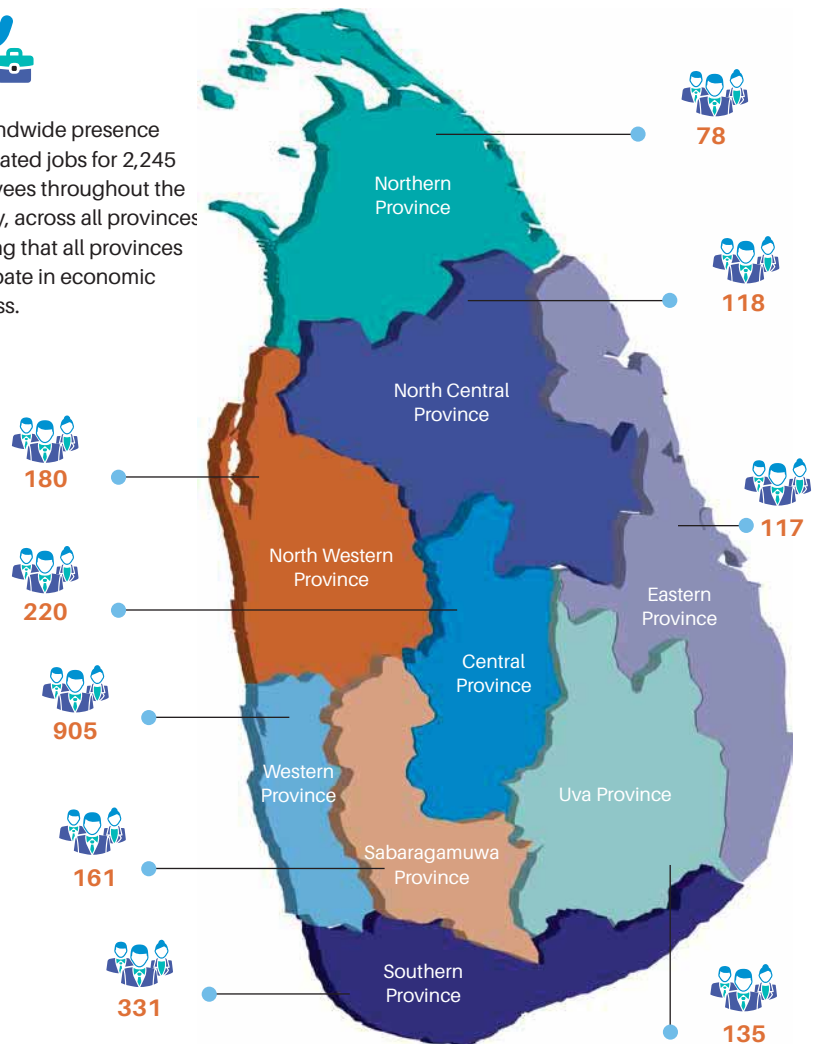 ndwide presence
ated jobs for 2,245
yees throughout the
y, across all provinces
ng that all provinces
pate in economic
ss.
78
Northern
Province
118
North Central
Province
180
117
North Western
Province
220
Eastern
Province
Central
Province
905
Western
Province
Uva Province
161
Sabaragamuwa
Province
331
Southern
Province
135